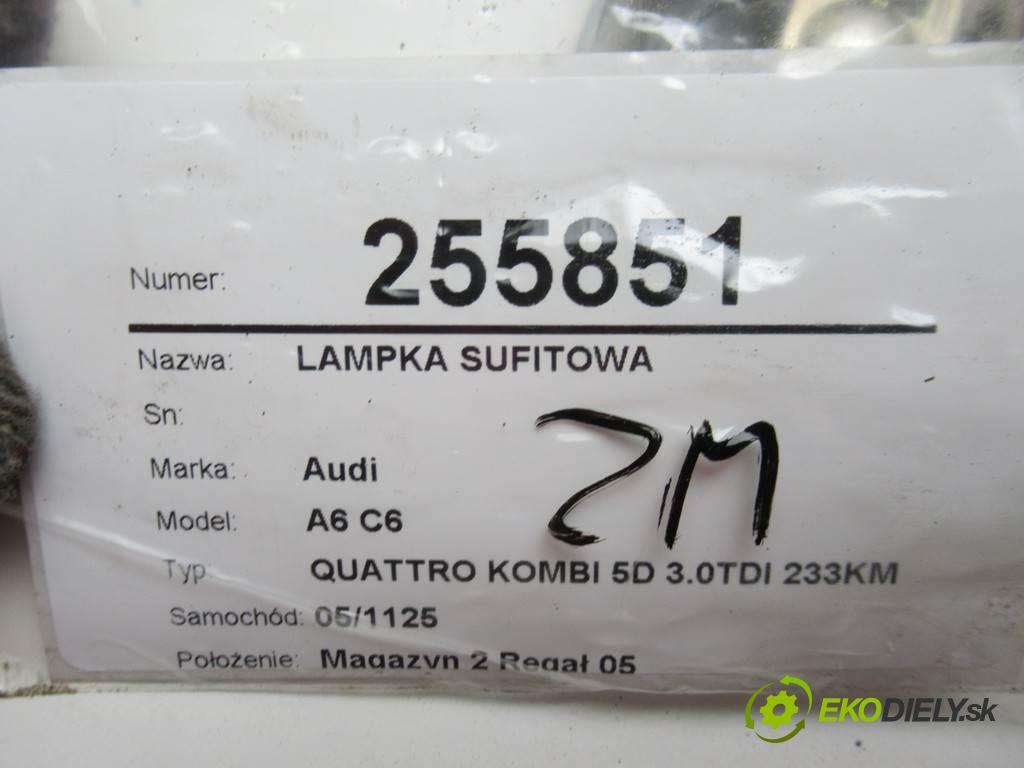 Numer: 255851
Nazwa: LAMPKA SUFITOWA
Sn:
ZM
Marka: Audi
Model: A6 C6
Typ: QUATTRO KOMBI 5D 3.0TDI 233KM
Samochód: 05/1125
Położenie: Magazyn 2 Regał 05
EKODIELY.sk